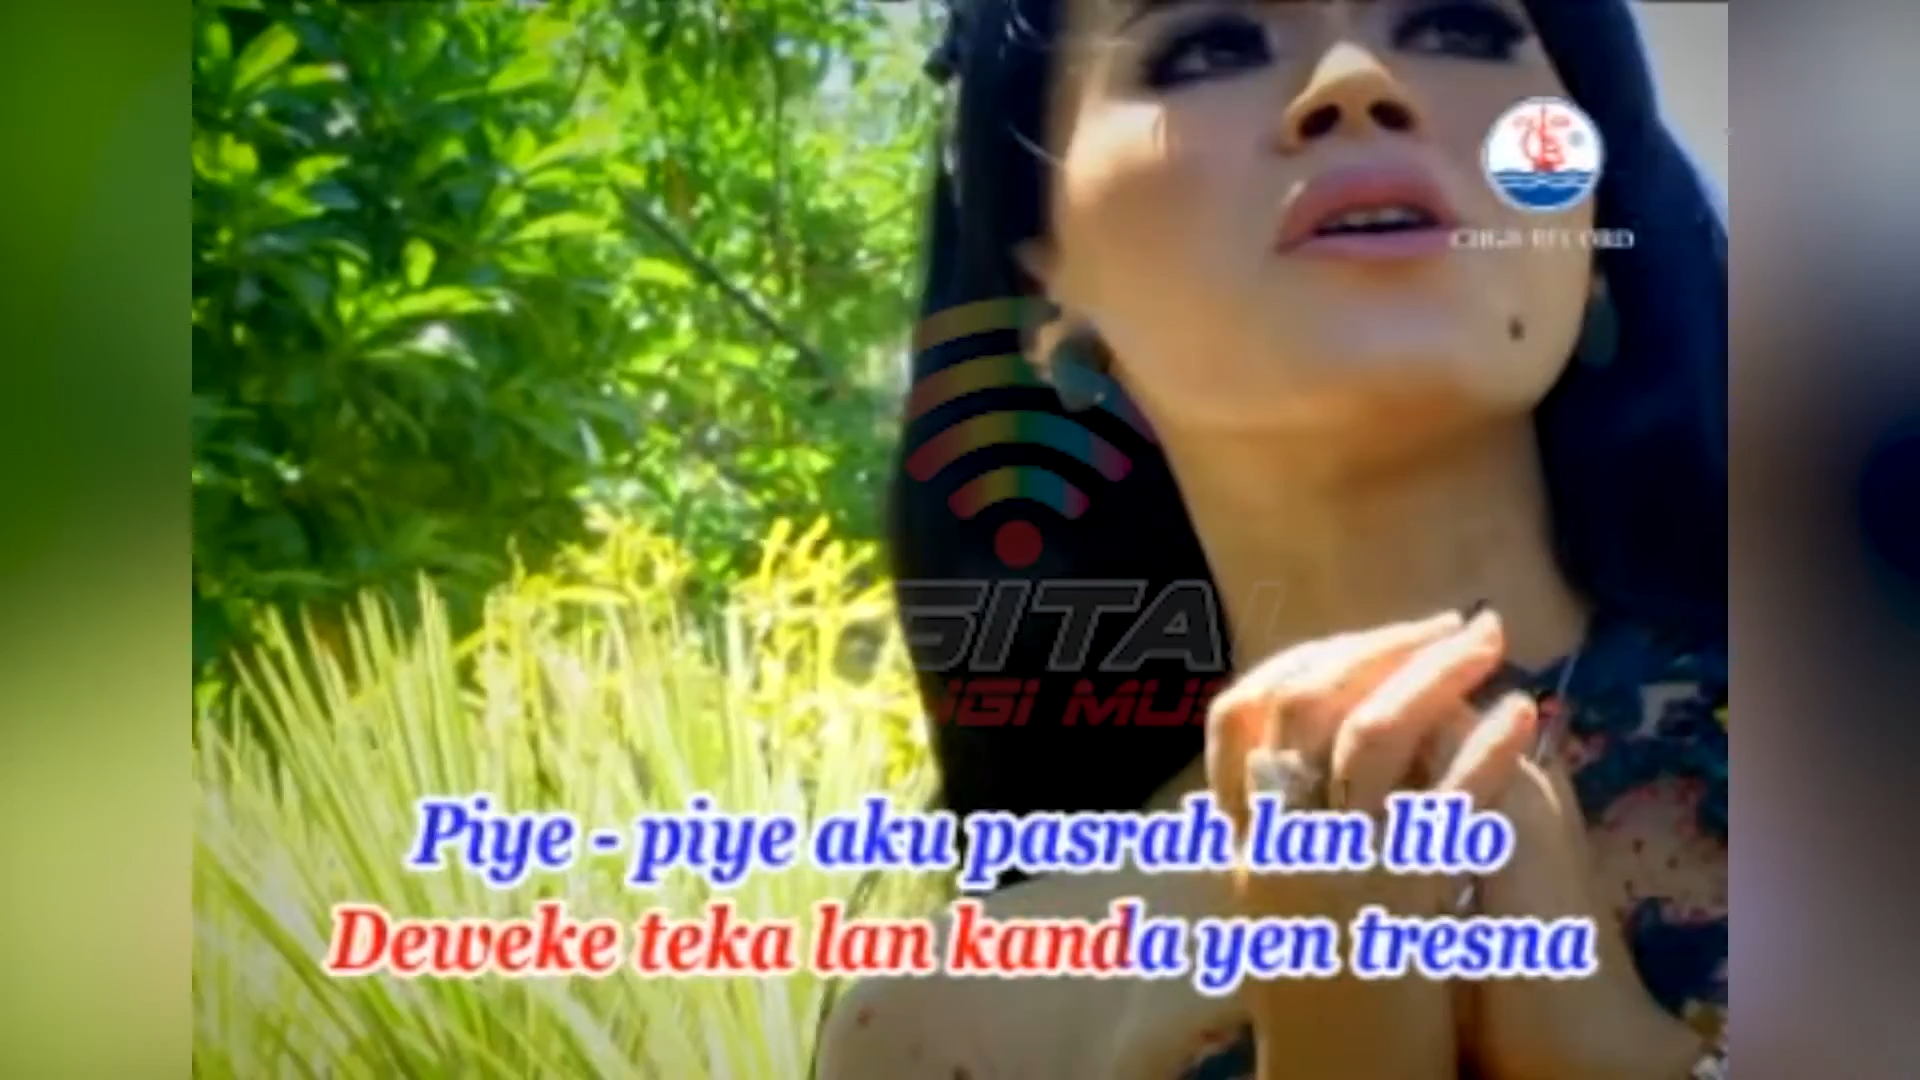 Piye - piye aku pasrah lan lilo
Deweke teka lan kanda yen tresna